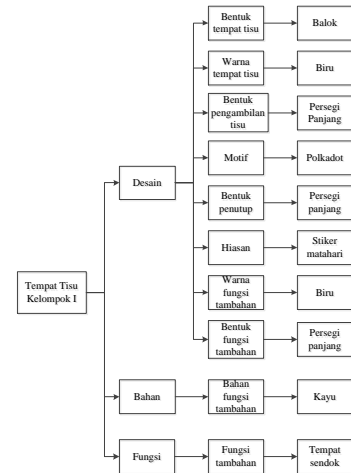 Bentuk
tempat tisu
Balok
Warna
tempat tisu
Biru
Bentuk
pengambilan
tisu
Persegi
Panjang
Motif
Polkadot
Desain
Bentuk
penutup
Persegi
panjang
Hiasan
Stiker
matahari
Tempat Tisu
Kelompok I
Warna
fungsi
tambahan
Biru
Bentuk
fungsi
tambahan
Persegi
panjang
Bahan
Bahan
fungsi
tambahan
Kayu
Fungsi
Fungsi
tambahan
Tempat
sendok